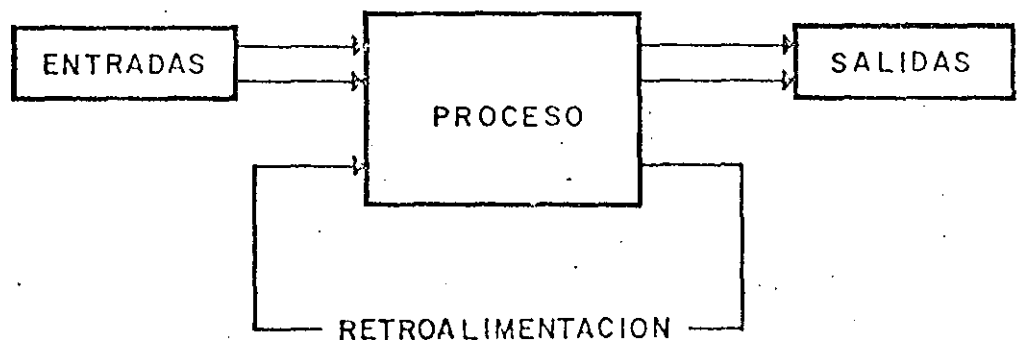 ENTRADAS
PROCESO
SALIDAS
RETROALIMENTACION